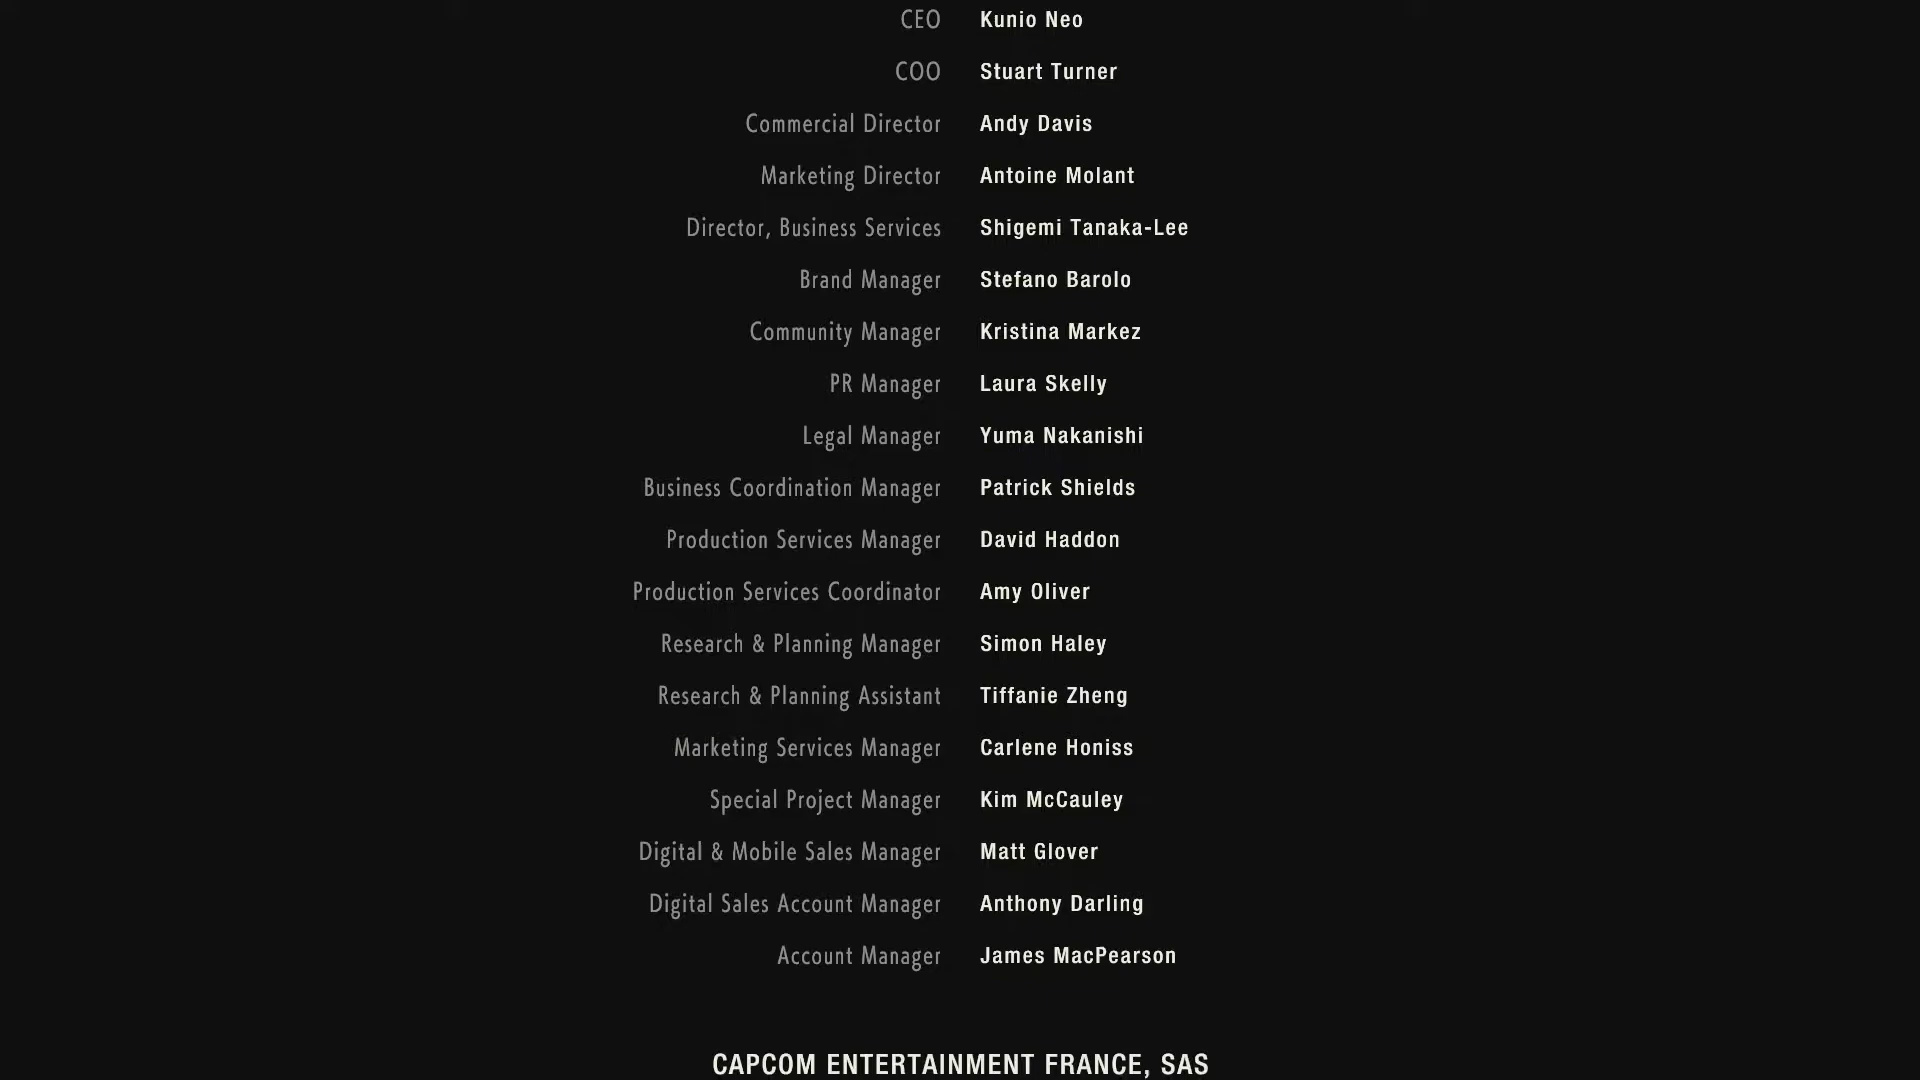 CEO Kunio Neo
COO Stuart Turner
Commercial Director Andy Davis
Marketing Director Antoine Molant
Director, Business Services Shigemi Tanaka-Lee
Brand Manager Stefano Barolo
Community Manager Kristina Markez
PR Manager Laura Skelly
Legal Manager Yuma Nakanishi
Business Coordination Manager Patrick Shields
Production Services Manager David Haddon
Production Services Coordinator Amy Oliver
Research & Planning Manager Simon Haley
Research & Planning Assistant Tiffanie Zheng
Marketing Services Manager Carlene Honiss
Special Project Manager Kim McCauley
Digital & Mobile Sales Manager Matt Glover
Digital Sales Account Manager Anthony Darling
Account Manager James MacPearson
CAPCOM ENTERTAINMENT FRANCE, SAS